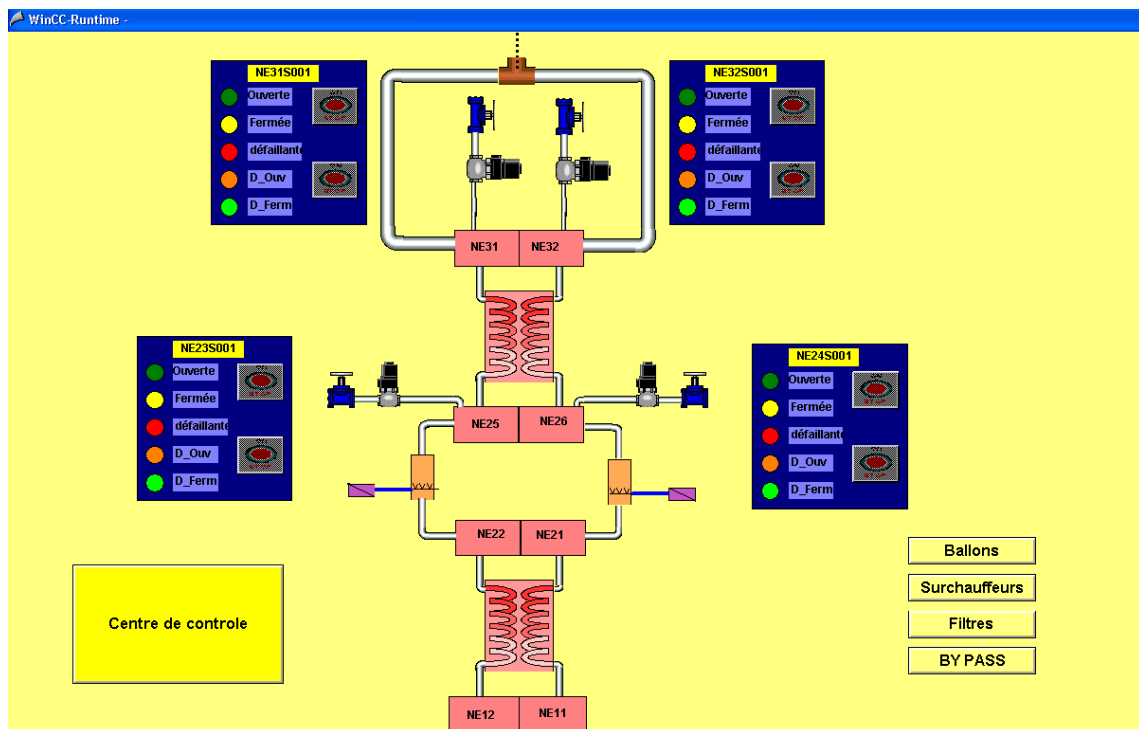 WinCC-Runtime -
NE31S001
Ouverte
Fermée
défaillante
D_Ouv
D_Ferm
NE32S001
Ouverte
Fermée
défaillante
D_Ouv
D_Ferm
NE31
NE32
NE23S001
Ouverte
Fermée
défaillante
D_Ouv
D_Ferm
NE24S001
Ouverte
Fermée
défaillante
D_Ouv
D_Ferm
NE25
NE26
NE22
NE21
Centre de controle
Ballons
Surchauffeurs
Filtres
BY PASS
NE12
NE11